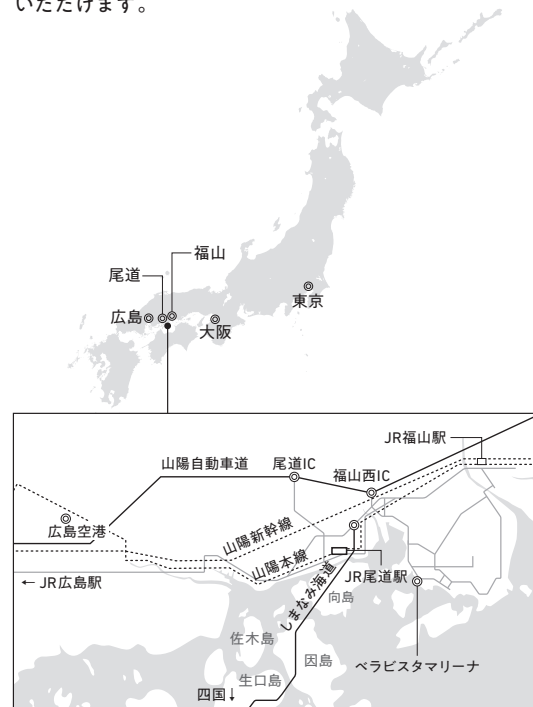 いただけます。
福山
尾道
広島
東京
大阪
JR福山駅
山陽自動車道
尾道IC
福山西IC
広島空港
山陽新幹線
山陽本線
JR尾道駅
← JR広島駅
しまなみ海道
向島
佐木島
因島
ベラビスタマリーナ
生口島
四国↓